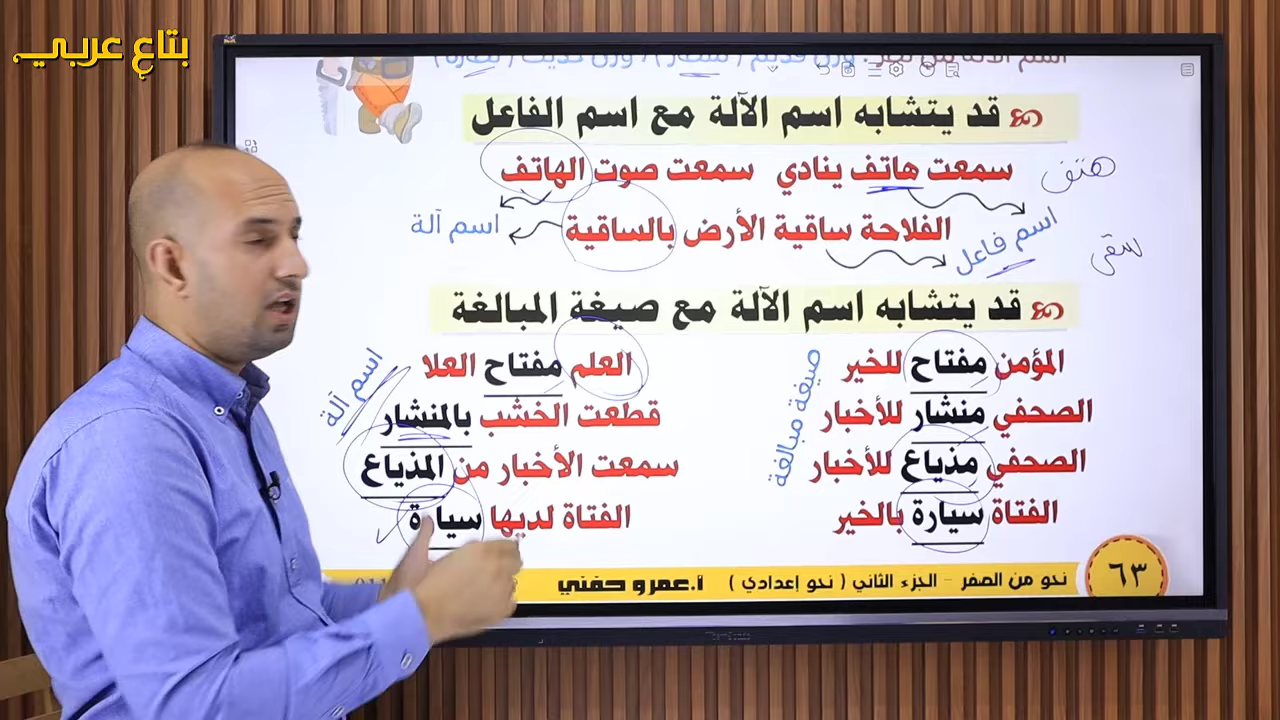 بتاع عربي
قد يتشابه اسم الآلة مع اسم الفاعل
سمعت هاتف ينادي سمعت صوت الهاتف
هتف
الفلاحة ساقية الأرض بالساقية
اسم آلة
اسم فاعل
سقى
قد يتشابه اسم الآلة مع صيغة المبالغة
المؤمن مفتاح للخير
العلم مفتاح العلا
الصحفي منشار للأخبار
قطعت الخشب بالمنشار
الصحفي مذياع للأخبار
سمعت الأخبار من المذياع
الفتاة سيارة بالخير
الفتاة لديها سيارة
صيغة مبالغة
اسم آلة
نحو من الصفر - الجزء الثاني ( نحو إعدادي ) أ.عمرو حفني
٦٣